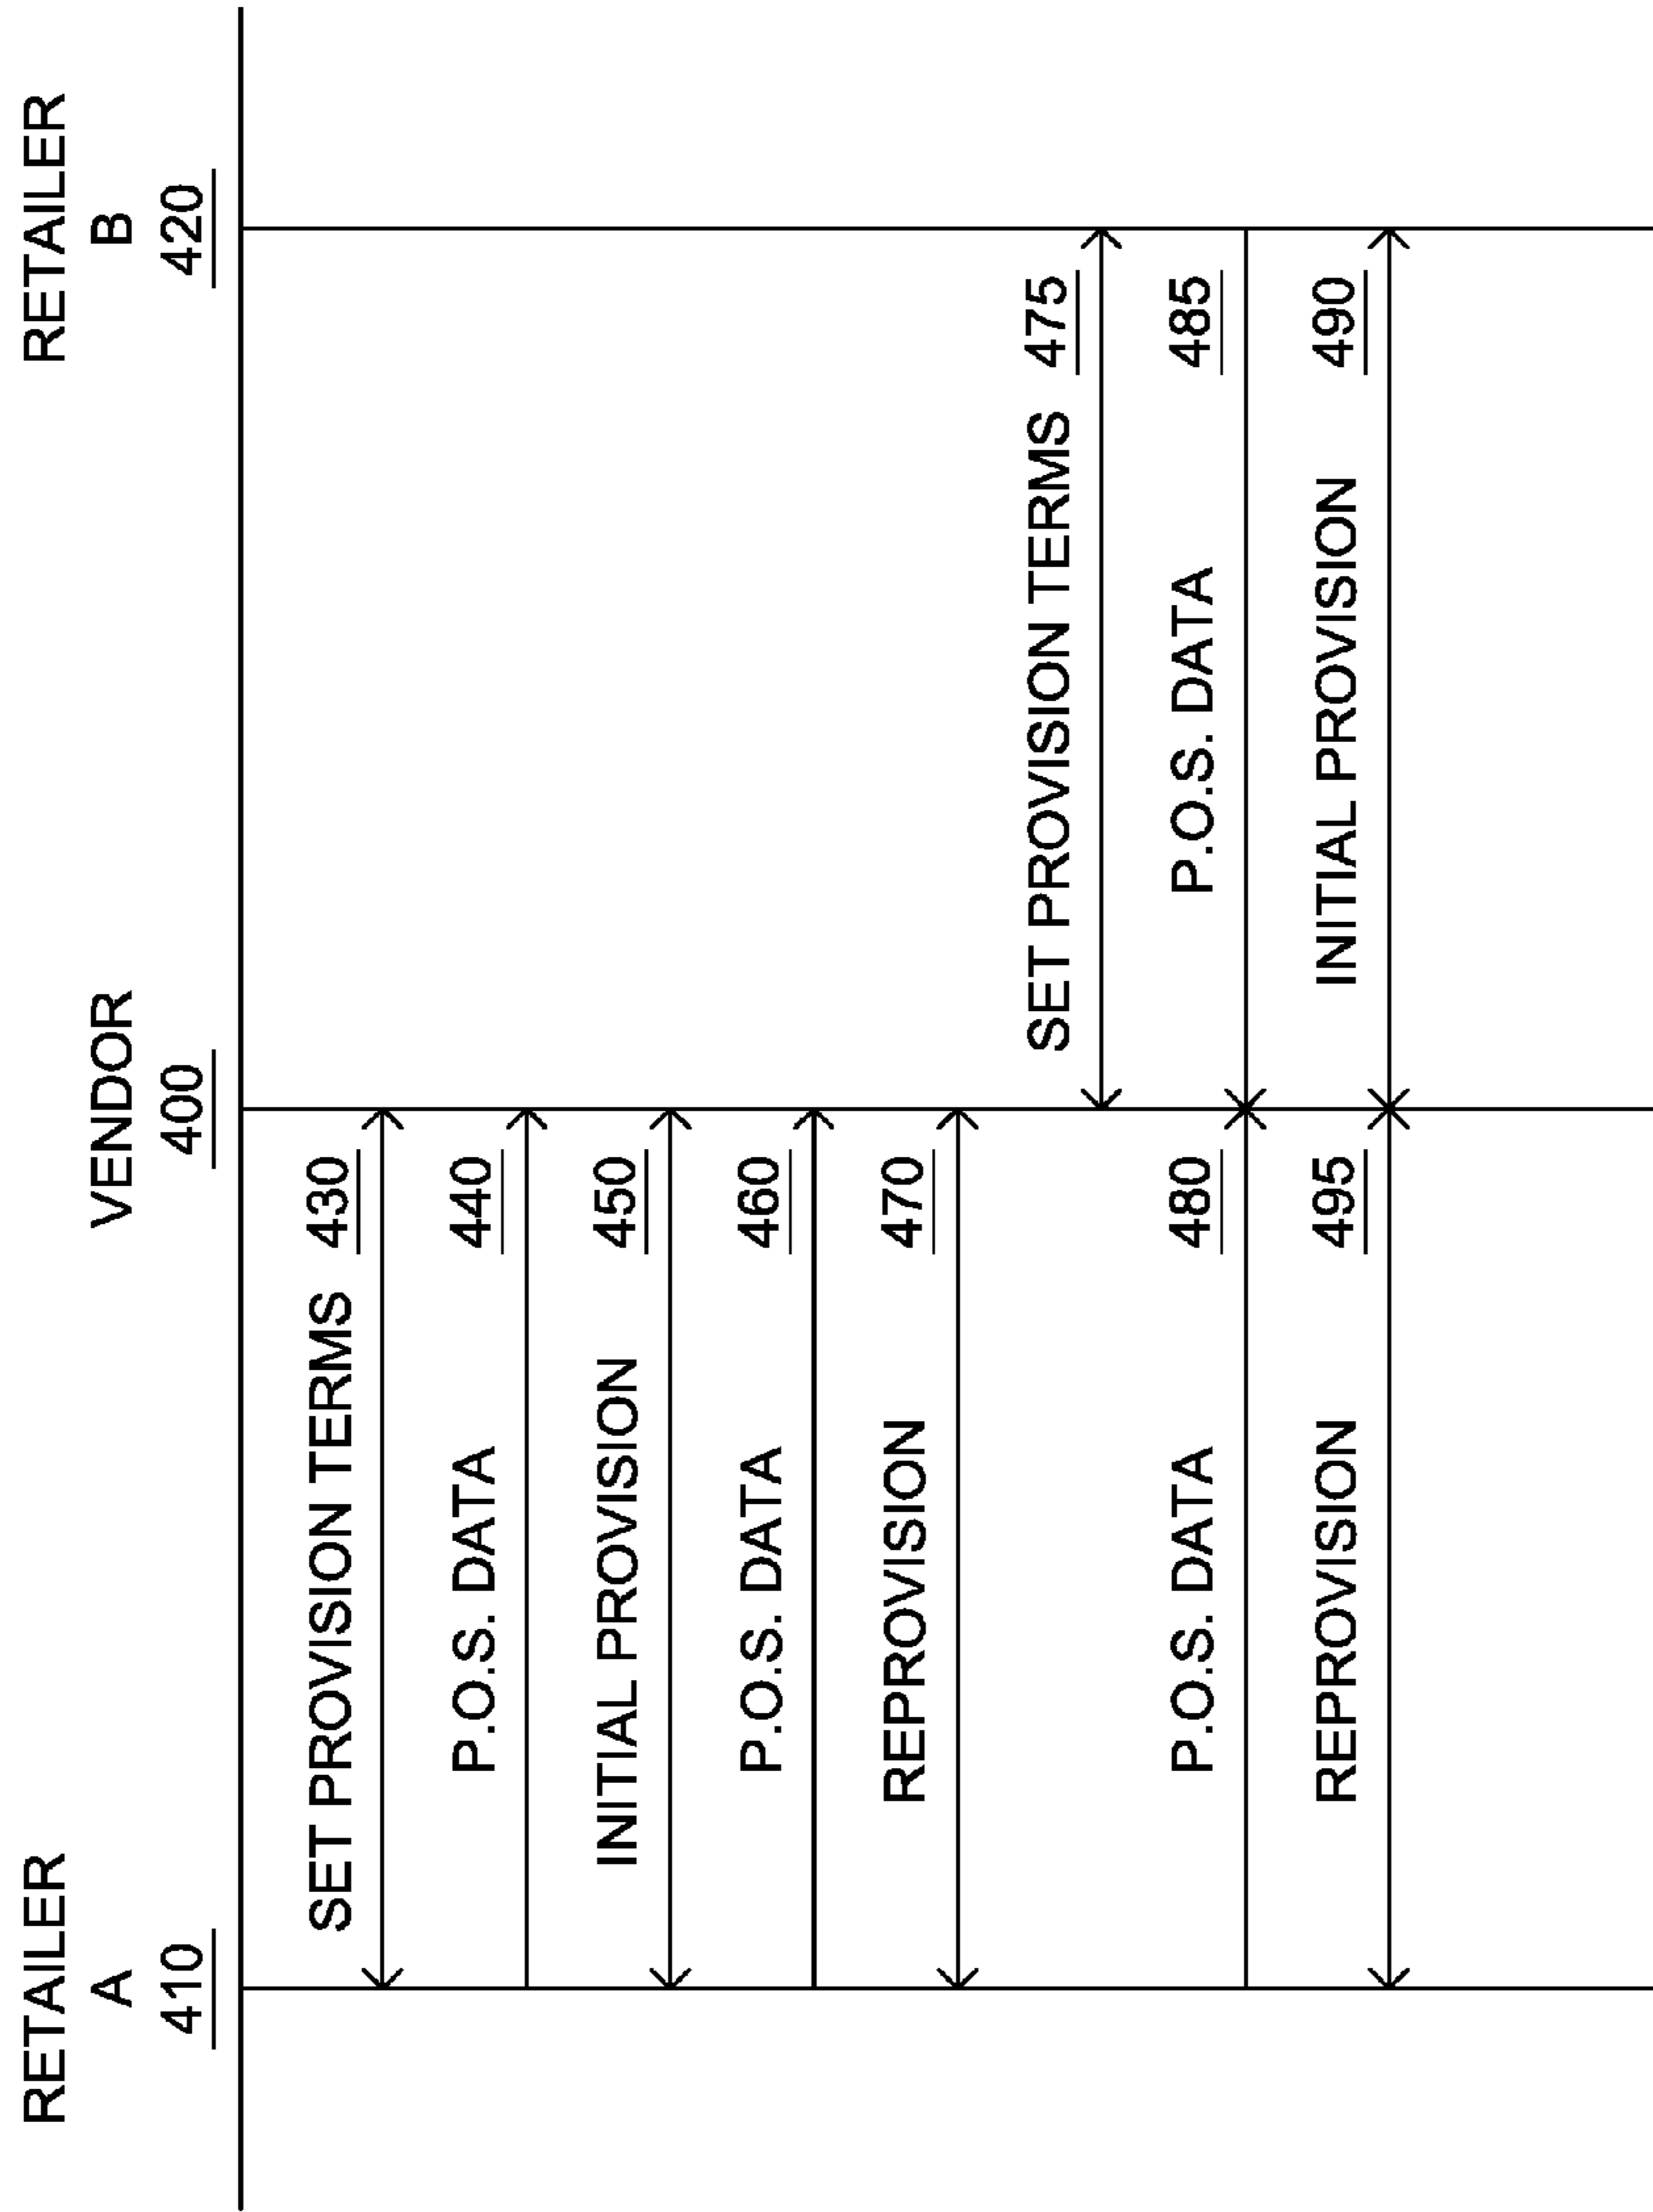 RETAILER
A
410
VENDOR
400
RETAILER
B
420
SET PROVISION TERMS 430
P.O.S. DATA 440
INITIAL PROVISION 450
P.O.S. DATA 460
REPROVISION 470
SET PROVISION TERMS 475
P.O.S. DATA 480
P.O.S. DATA 485
REPROVISION 495
INITIAL PROVISION 490